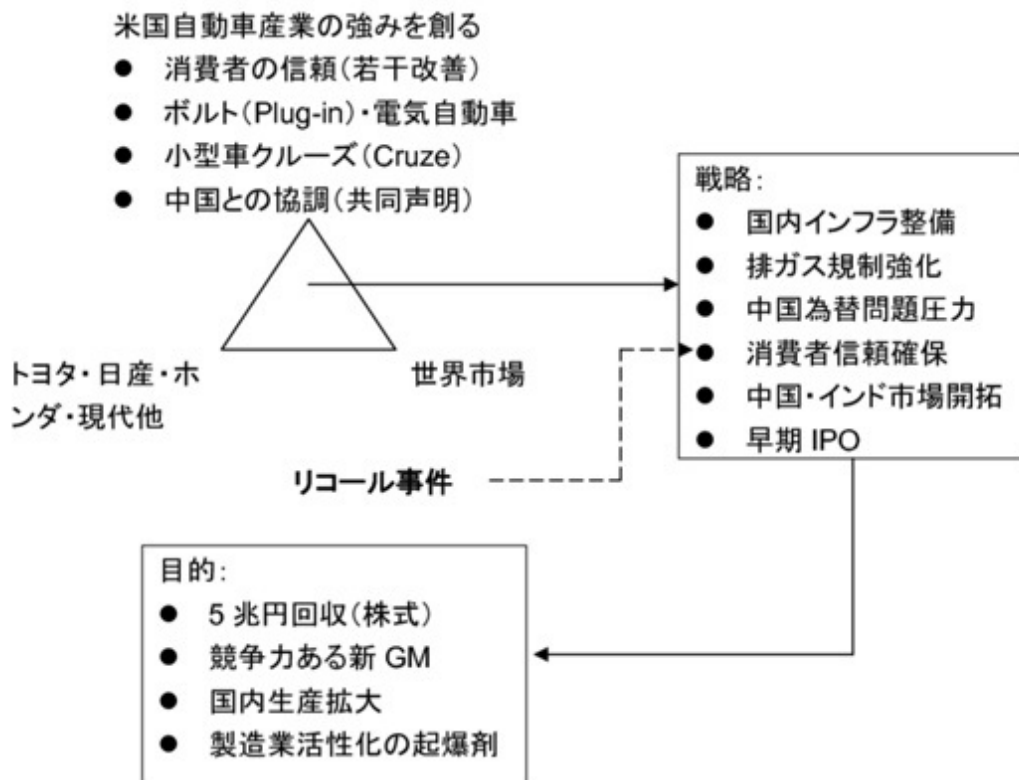 米国自動車産業の強みを創る
● 消費者の信頼(若干改善)
● ボルト(Plug-in)・電気自動車
● 小型車クルーズ(Cruze)
● 中国との協調(共同声明)
トヨタ・日産・ホ
ンダ・現代他
世界市場
戦略:
● 国内インフラ整備
● 排ガス規制強化
● 中国為替問題圧力
● 消費者信頼確保
● 中国・インド市場開拓
● 早期 IPO
リコール事件
目的:
● 5 兆円回収(株式)
● 競争力ある新 GM
● 国内生産拡大
● 製造業活性化の起爆剤